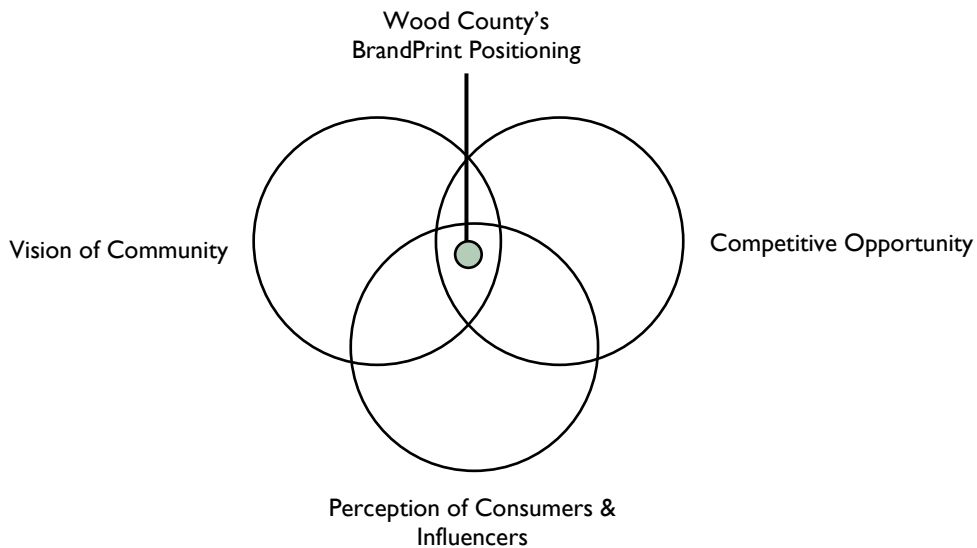 Wood County’s
BrandPrint Positioning
Vision of Community
Competitive Opportunity
Perception of Consumers &
Influencers